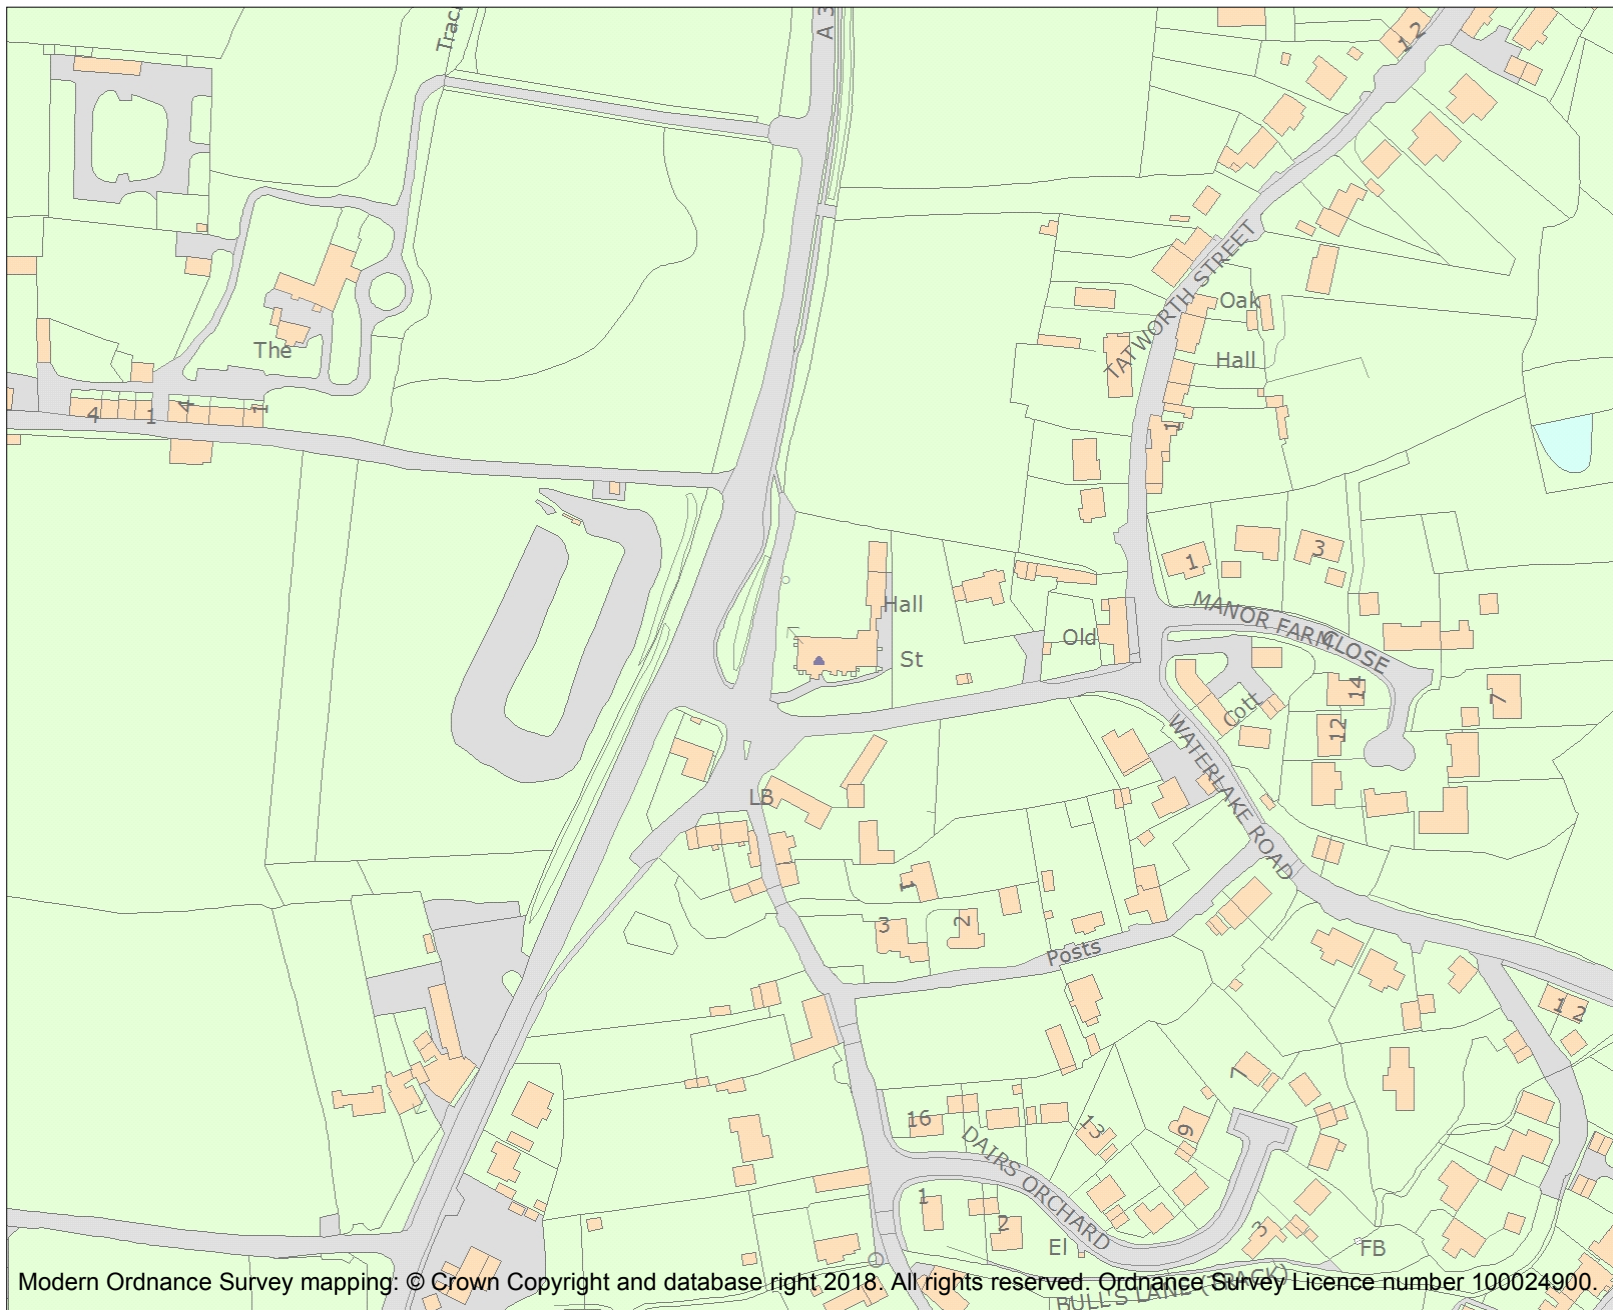 Track
A 3
1 2
TATWORTH STREET
Oak
Hall
The
4
1
4
1
1
1
3
MANOR FARM CLOSE
4
Hall
Old
St
14
7
Cott
12
WATERLAKE ROAD
LB
1
3
2
Posts
1 2
7
16
13
9
DAIRS ORCHARD
1
2
3
El
FB
Modern Ordnance Survey mapping: © Crown Copyright and database right 2018. All rights reserved. Ordnance Survey Licence number 100024900.
BULL'S LANE (TRACK)